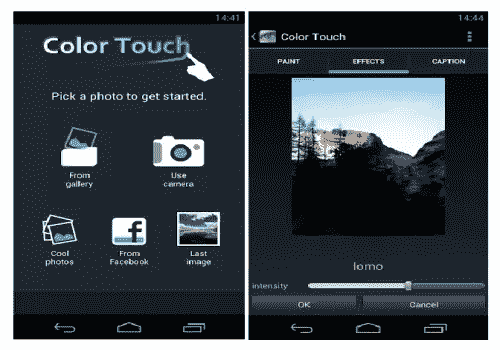 14:41
Color Touch
Pick a photo to get started.
From
gallery
Use
camera
Cool
photos
From
Facebook
Last
image
14:44
Color Touch
PAINT
EFFECTS
CAPTION
lomo
intensity
OK
Cancel